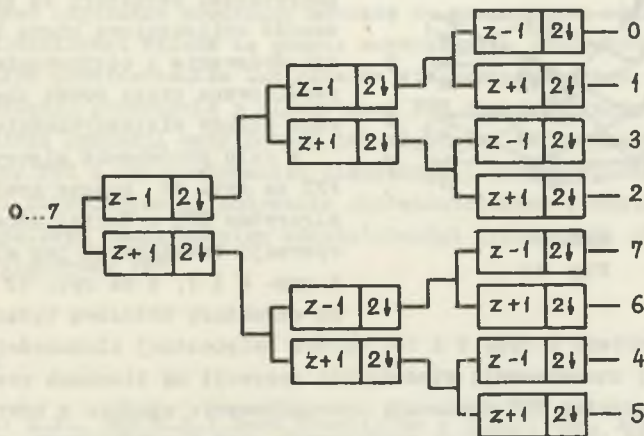 z-1 2↓ 0
z-1 2↓ z+1 2↓ 1
z+1 2↓ z-1 2↓ 3
z-1 2↓ z+1 2↓ 2
0...7
z+1 2↓ z-1 2↓ 7
z-1 2↓ z+1 2↓ 6
z+1 2↓ z-1 2↓ 4
z+1 2↓ 5